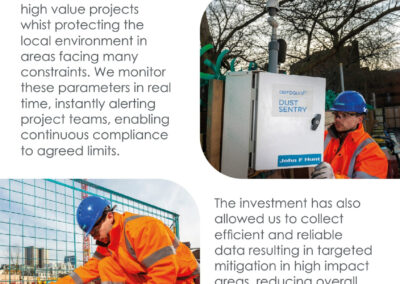 high value projects
whist protecting the
local environment in
areas facing many
constraints. We monitor
these parameters in real
time, instantly alerting
project teams, enabling
continuous compliance
to agreed limits.
aeroqual
DUST
SENTRY
John F Hunt
The investment has also
allowed us to collect
efficient and reliable
data resulting in targeted
mitigation in high impact
areas, reducing overall